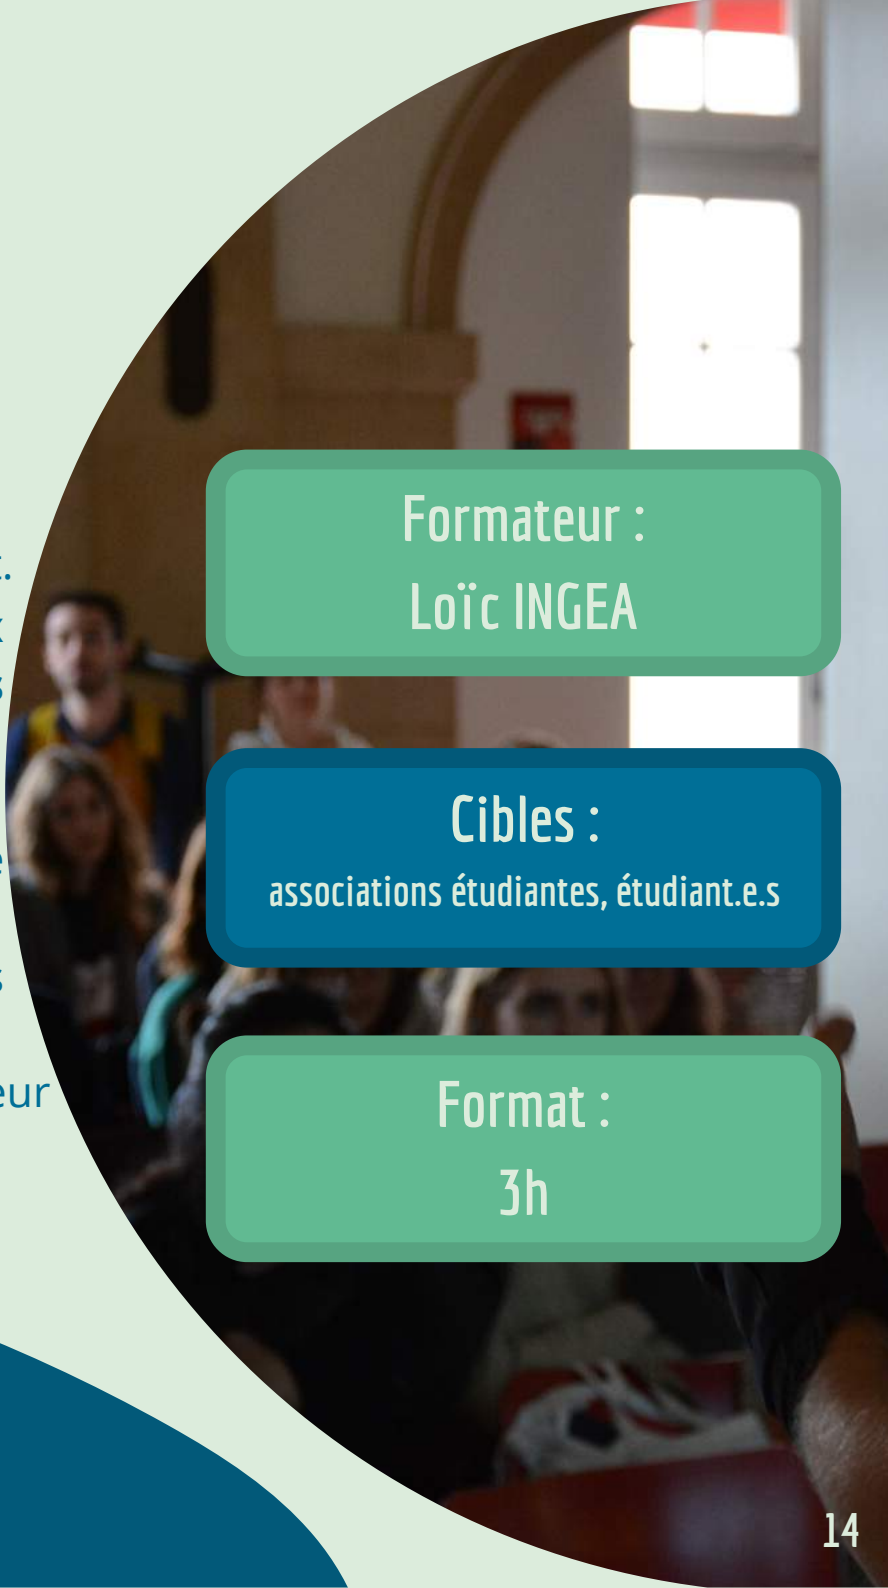 Formateur :
Loïc INGEA
Cibles :
associations étudiantes, étudiant.e.s
Format :
3h
14